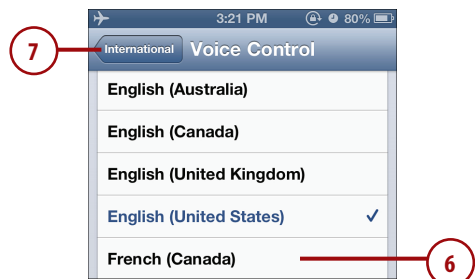 3:21 PM 80%
7
International Voice Control
English (Australia)
English (Canada)
English (United Kingdom)
English (United States)
French (Canada)
6